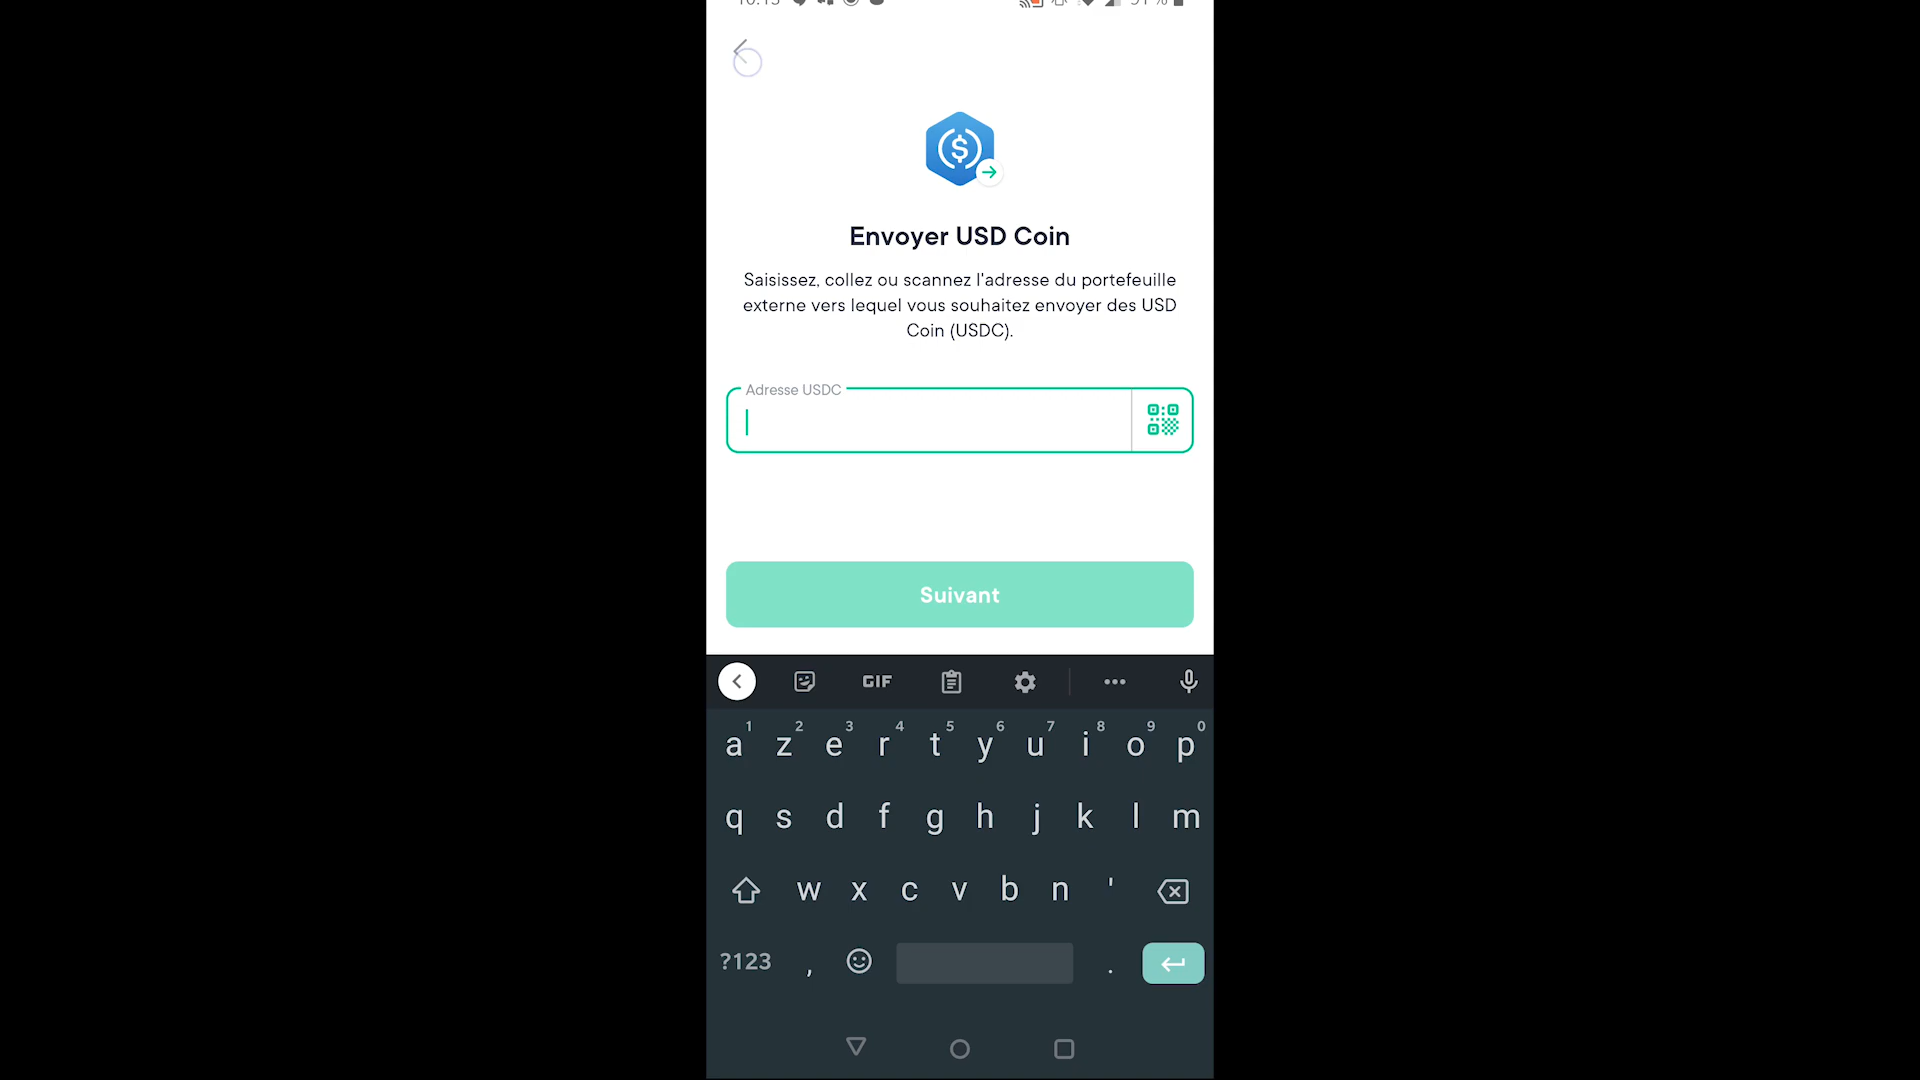 Envoyer USD Coin
Saisissez, collez ou scannez l'adresse du portefeuille
externe vers lequel vous souhaitez envoyer des USD
Coin (USDC).
Adresse USDC
Suivant
GIF
1 2 3 4 5 6 7 8 9 0
a z e r t y u i o p
q s d f g h j k l m
w x c v b n '
?123 , .